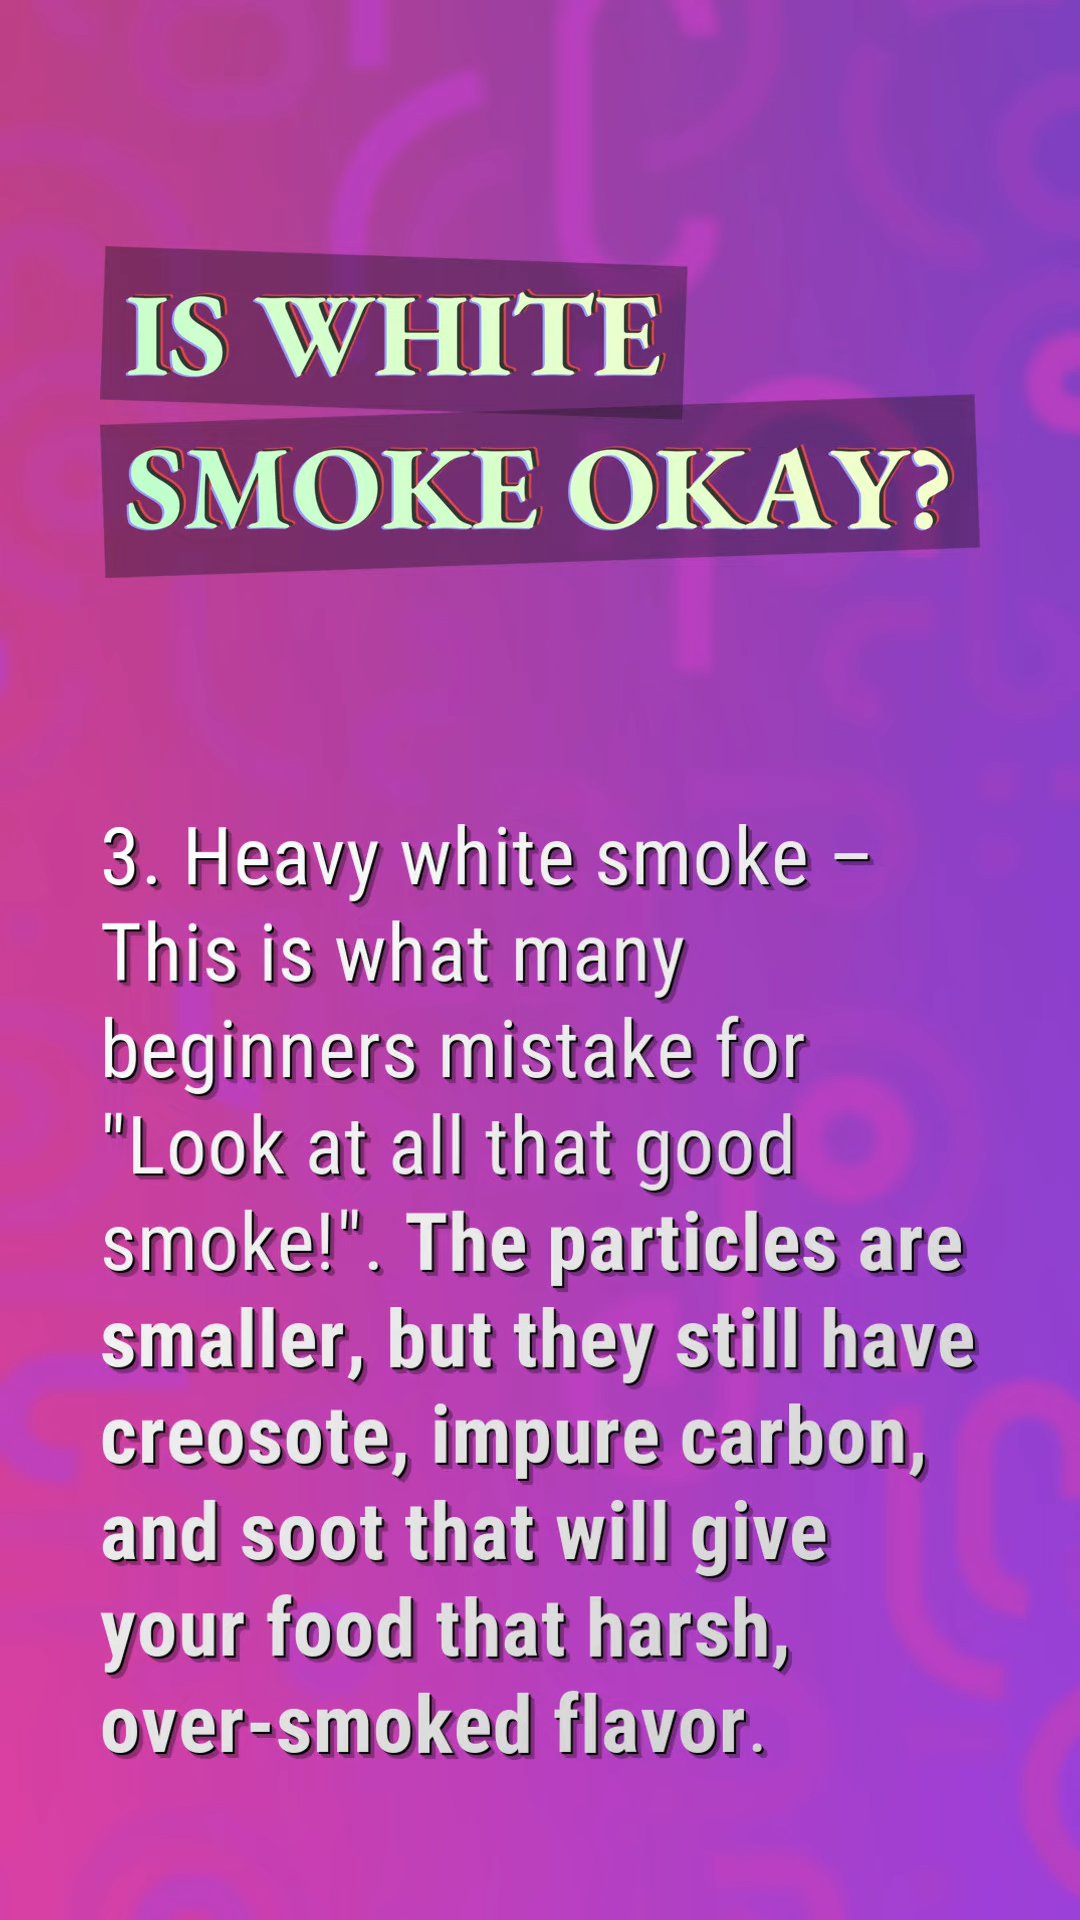 IS WHITE
SMOKE OKAY?
3. Heavy white smoke –
This is what many
beginners mistake for
"Look at all that good
smoke!". The particles are
smaller, but they still have
creosote, impure carbon,
and soot that will give
your food that harsh,
over-smoked flavor.